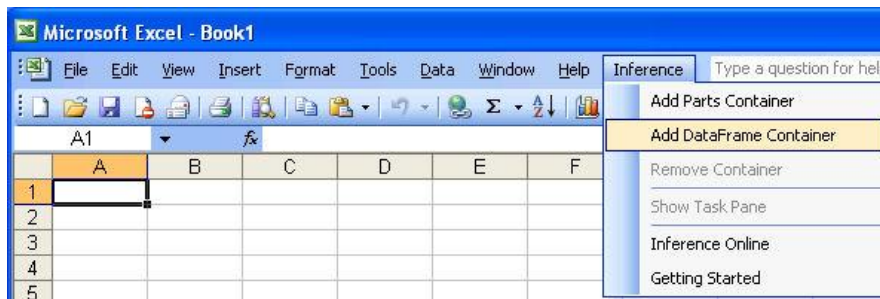 Microsoft Excel - Book1
File Edit View Insert Format Tools Data Window Help Inference Type a question for hel
Add Parts Container
Add DataFrame Container
Remove Container
Show Task Pane
Inference Online
Getting Started
A1 fx
A B C D E F
1
2
3
4
5